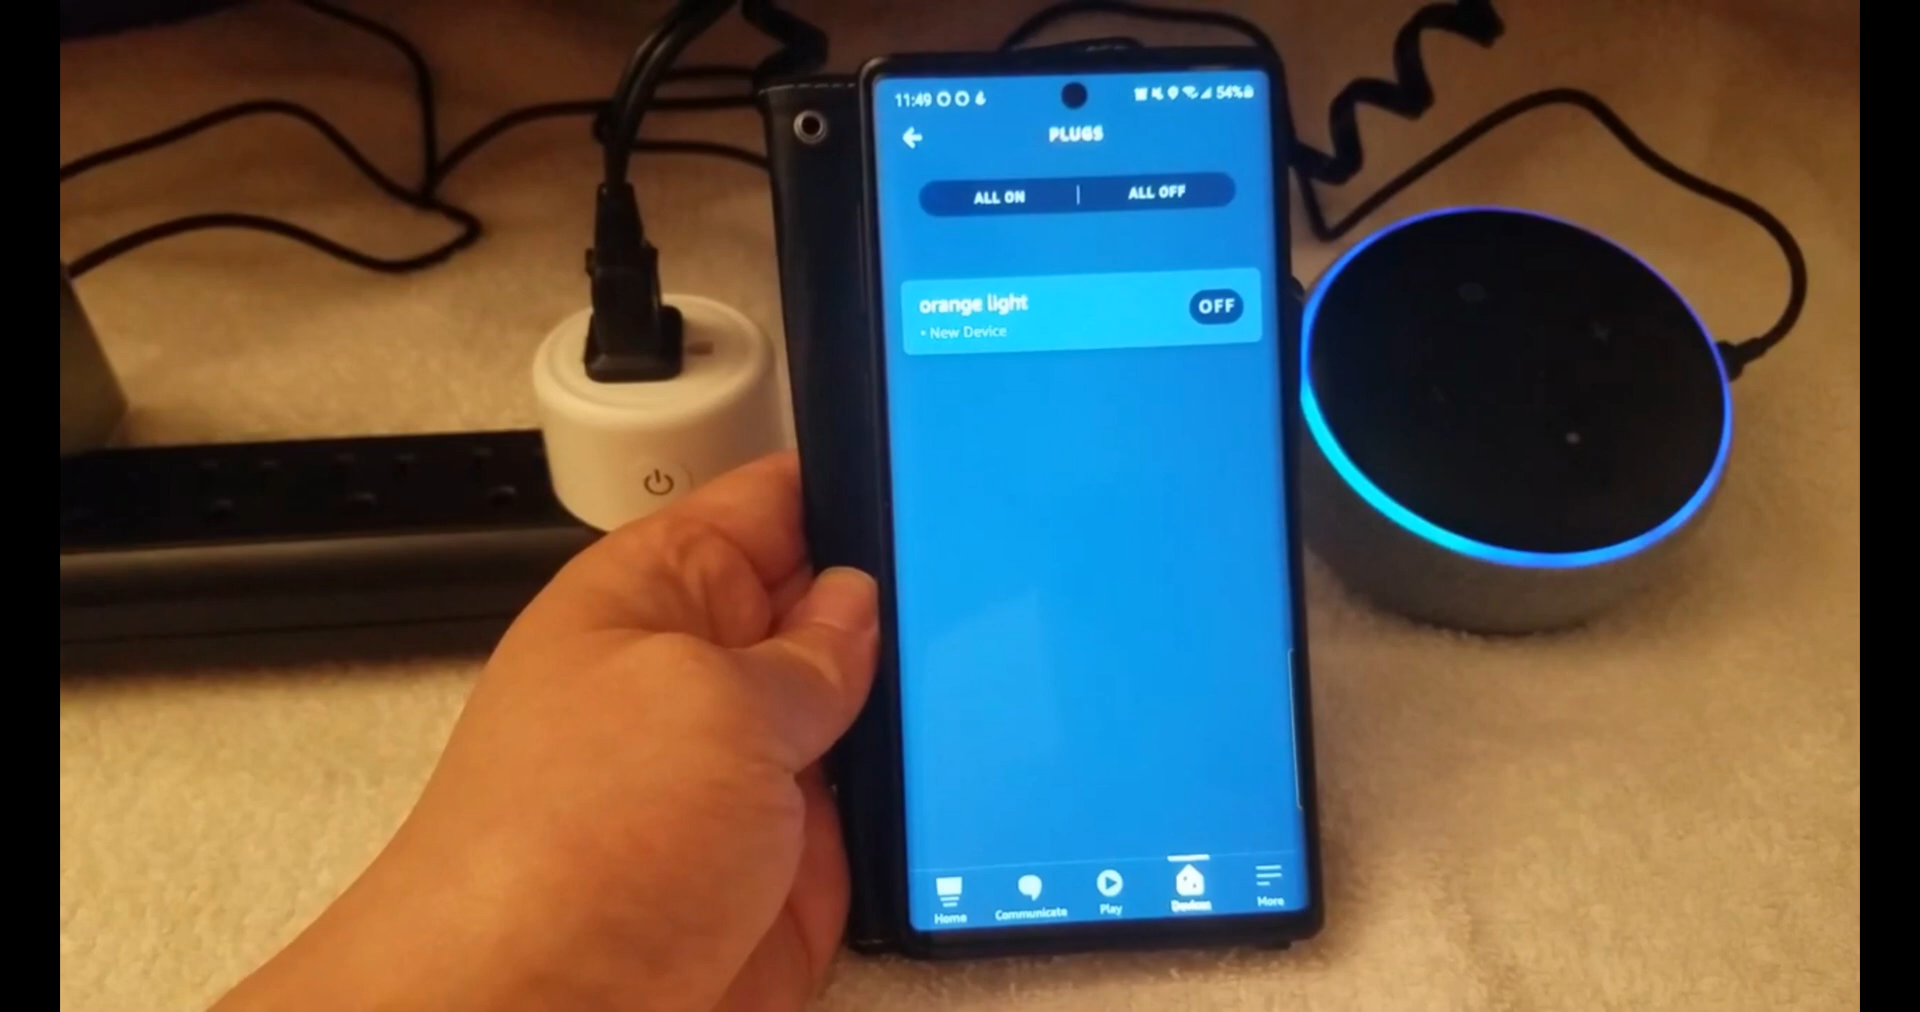 11:49
54%
PLUGS
ALL ON | ALL OFF
orange light
OFF
• New Device
Home Communicate Play Devices More